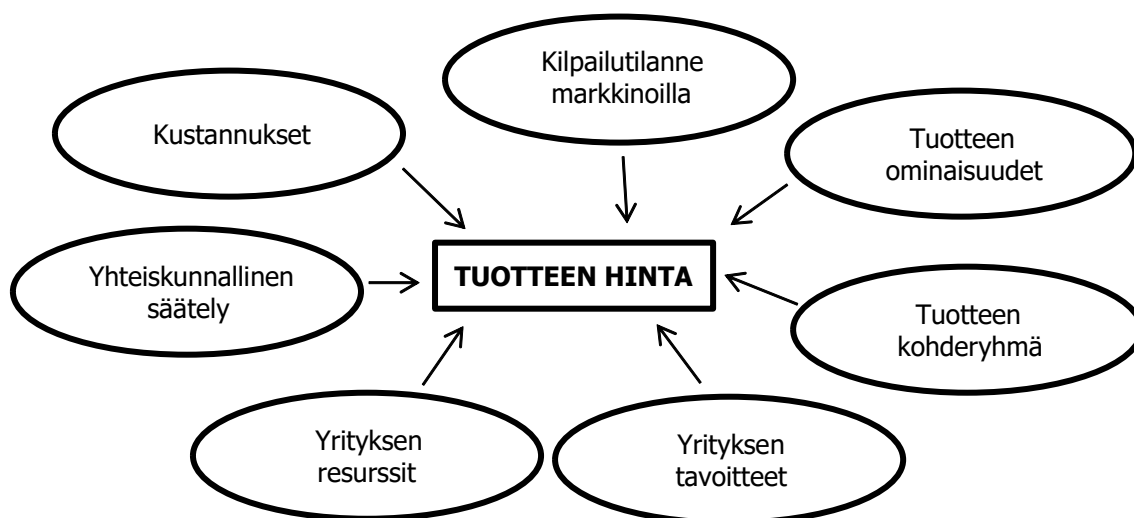 Kilpailutilanne
markkinoilla
Kustannukset
Tuotteen
ominaisuudet
Yhteiskunnallinen
säätely
TUOTTEEN HINTA
Tuotteen
kohderyhmä
Yrityksen
resurssit
Yrityksen
tavoitteet